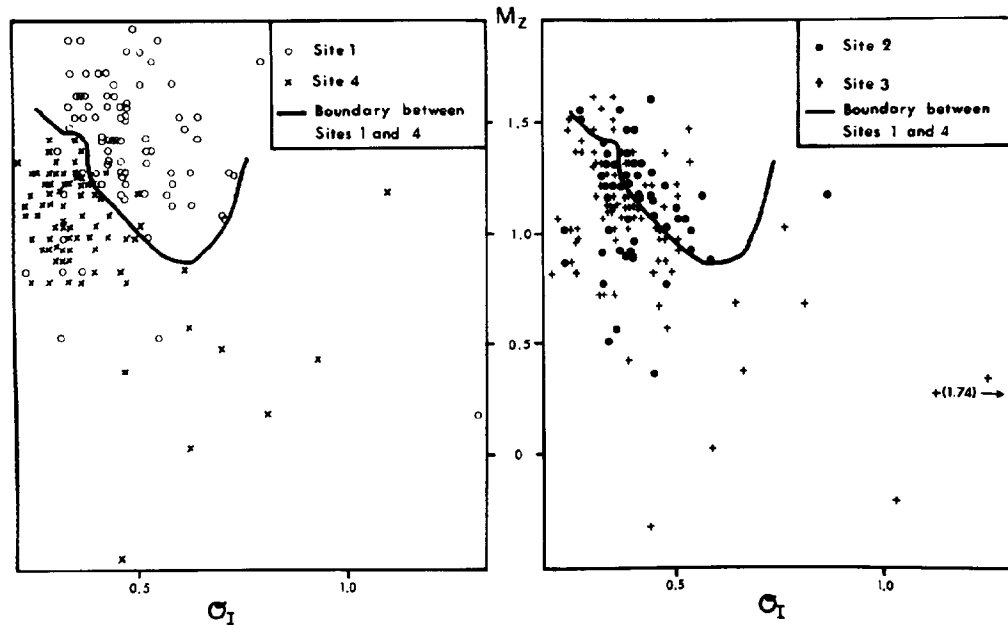 Mz
o Site 1
x Site 4
Boundary between
Sites 1 and 4
● Site 2
+ Site 3
Boundary between
Sites 1 and 4
1.5
1.0
0.5
0
+(1.74) →
0.5
1.0
σI
0.5
1.0
σI